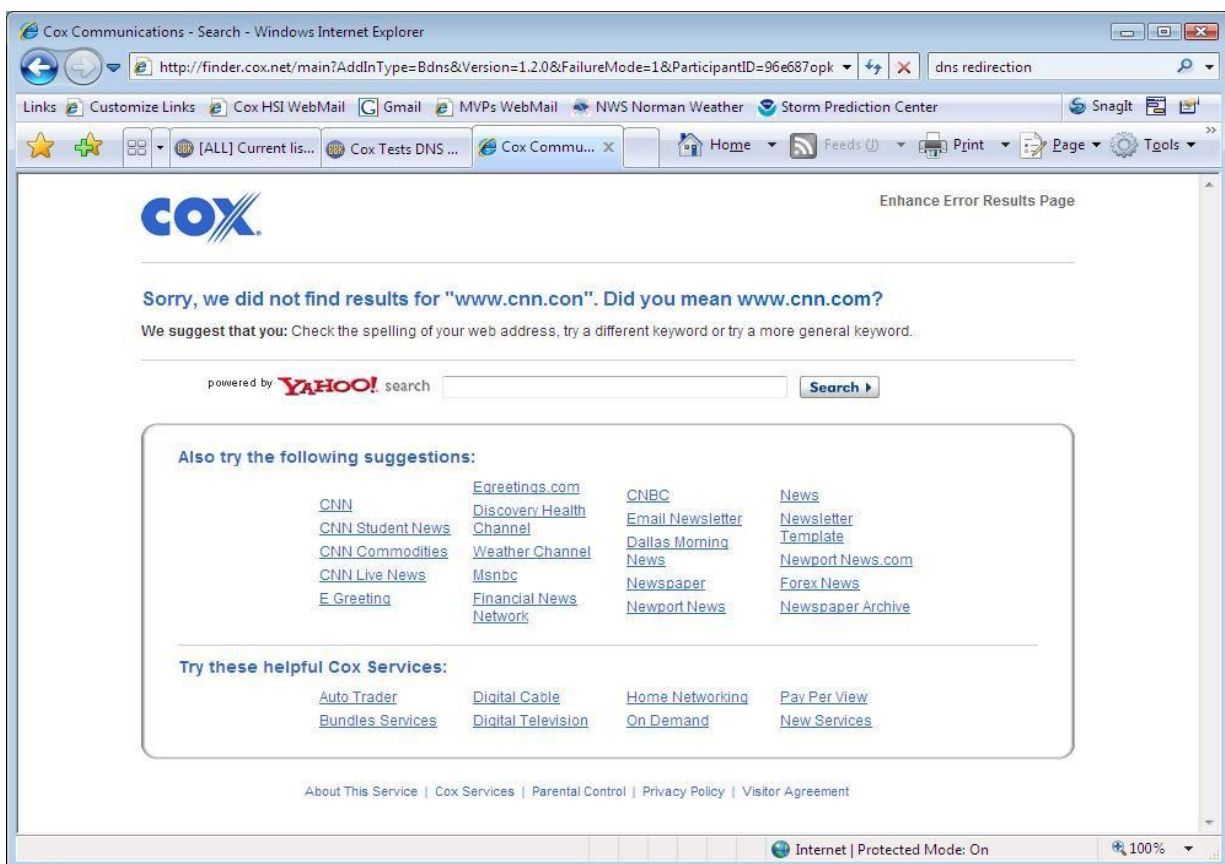 Cox Communications - Search - Windows Internet Explorer
http://finder.cox.net/main?AddInType=Bdns&Version=1.2.0&FailureMode=1&ParticipantID=96e687opk
dns redirection
Links Customize Links Cox HSI WebMail Gmail MVPs WebMail NWS Norman Weather Storm Prediction Center SnagIt
[ALL] Current lis... Cox Tests DNS ... Cox Commu... Home Feeds (J) Print Page Tools
COX
Enhance Error Results Page
Sorry, we did not find results for "www.cnn.con". Did you mean www.cnn.com?
We suggest that you: Check the spelling of your web address, try a different keyword or try a more general keyword.
powered by YAHOO! search Search
Also try the following suggestions:
CNN
CNN Student News
CNN Commodities
CNN Live News
E Greeting
Egreetings.com
Discovery Health
Channel
Weather Channel
Msnbc
Financial News
Network
CNBC
Email Newsletter
Dallas Morning
News
Newspaper
Newport News
News
Newsletter
Template
Newport News.com
Forex News
Newspaper Archive
Try these helpful Cox Services:
Auto Trader Digital Cable Home Networking Pay Per View
Bundles Services Digital Television On Demand New Services
About This Service | Cox Services | Parental Control | Privacy Policy | Visitor Agreement
Internet | Protected Mode: On 100%